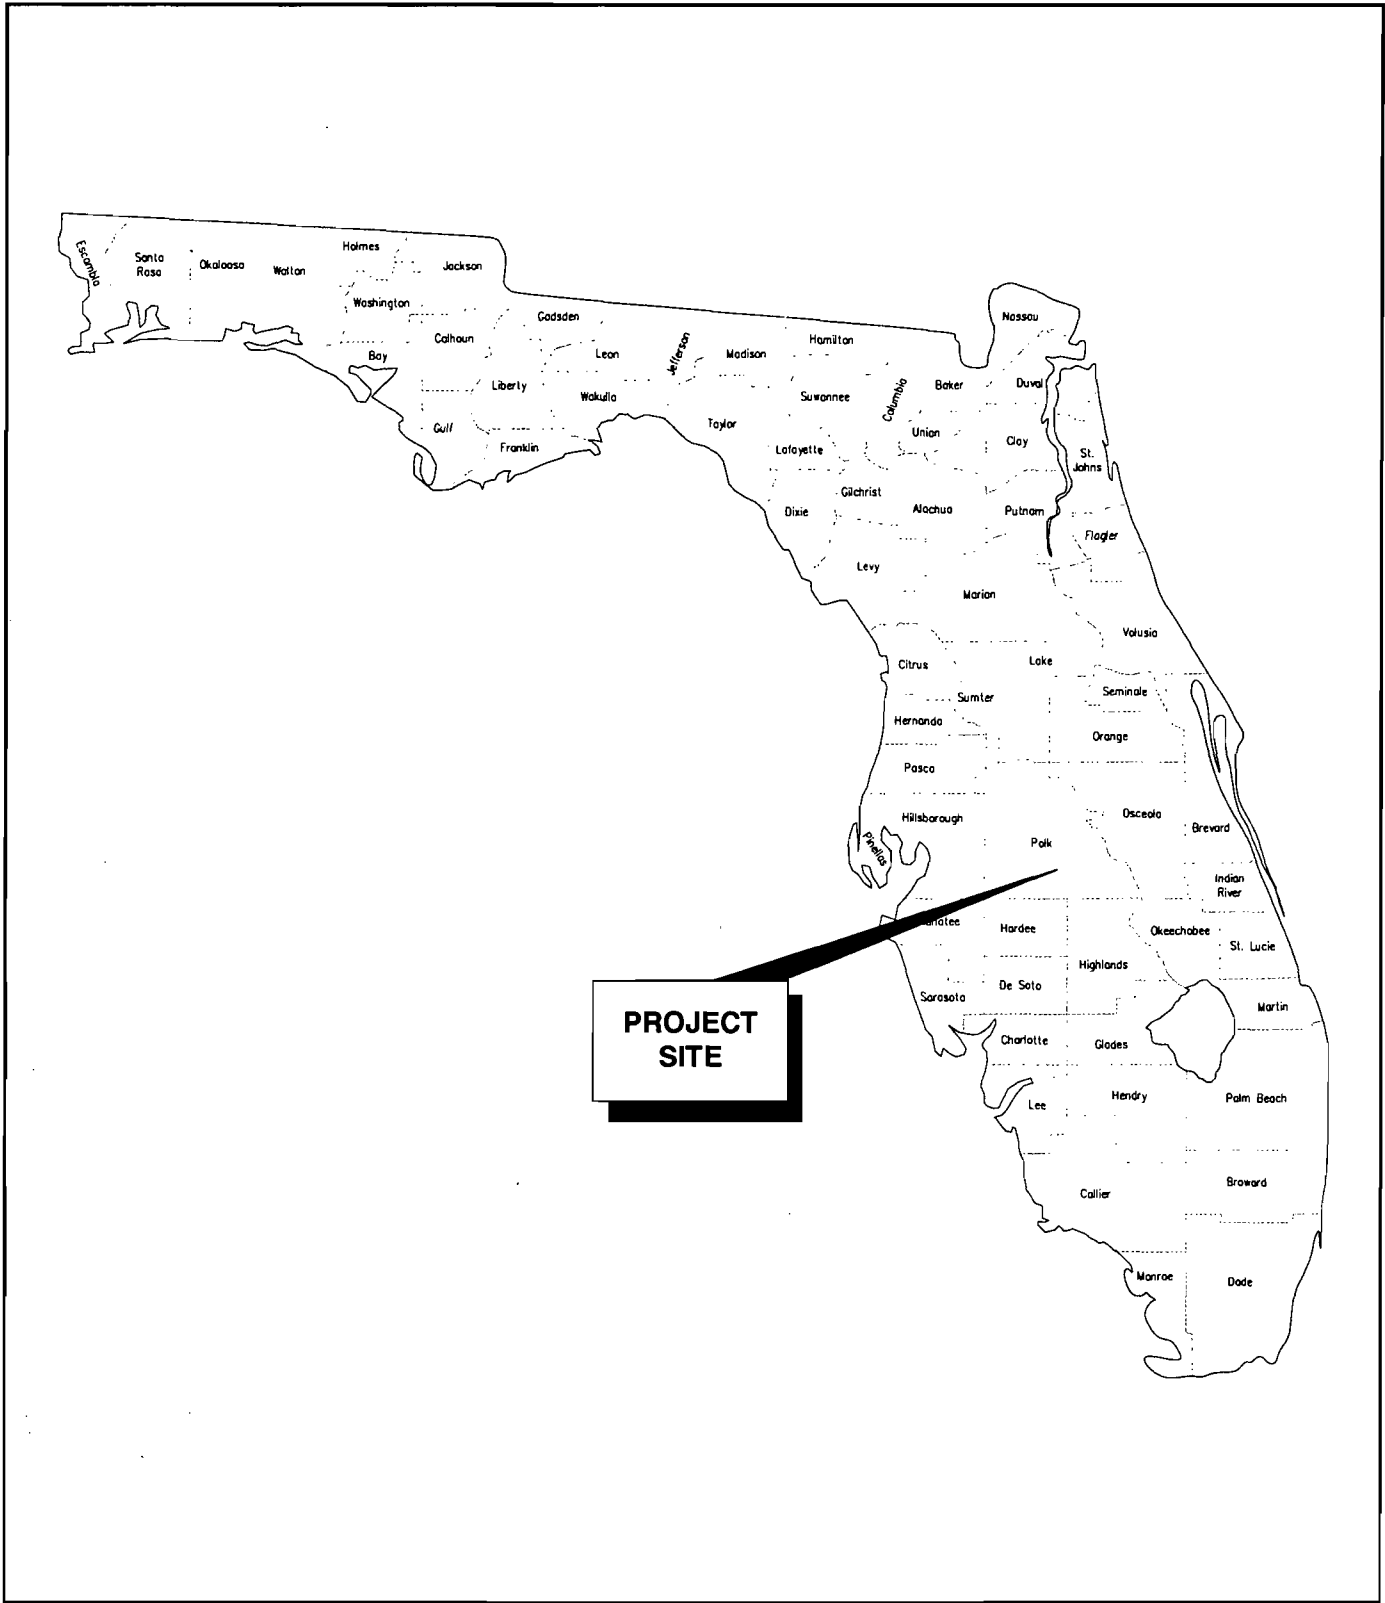 Escambia
Santa
Rosa
Okaloosa
Walton
Holmes
Jackson
Washington
Bay
Calhoun
Gulf
Gadsden
Liberty
Franklin
Leon
Wakulla
Jefferson
Madison
Taylor
Hamilton
Suwannee
Lafayette
Dixie
Columbia
Gilchrist
Baker
Union
Alachua
Levy
Nassau
Duval
Clay
St.
Johns
Putnam
Flagler
Marion
Volusia
Citrus
Lake
Sumter
Seminole
Hernando
Orange
Pasco
Hillsborough
Pinellas
Polk
Osceola
Brevard
Indian
River
Hardee
Okeechobee
St. Lucie
Highlands
De Soto
Sarasota
Martin
PROJECT
SITE
Charlotte
Glades
Lee
Hendry
Palm Beach
Collier
Broward
Monroe
Dade